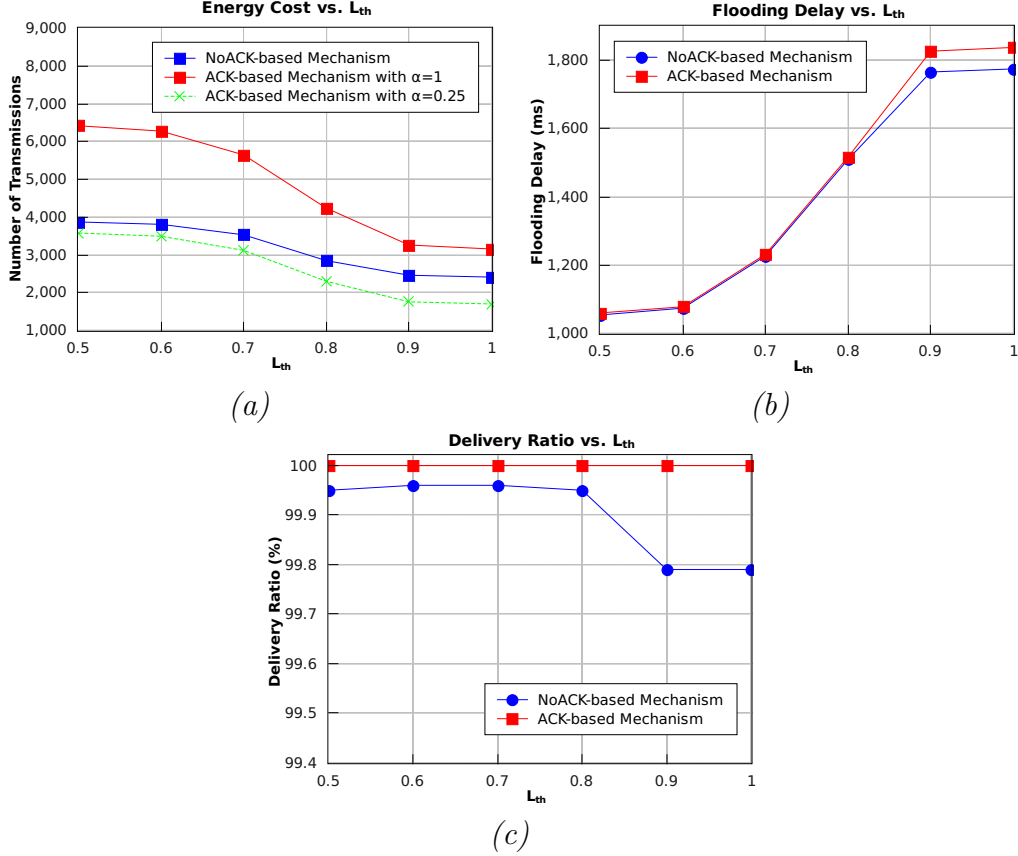 Energy Cost vs. Lth
Number of Transmissions
9,000
8,000
7,000
6,000
5,000
4,000
3,000
2,000
1,000
NoACK-based Mechanism
ACK-based Mechanism with α=1
ACK-based Mechanism with α=0.25
0.5 0.6 0.7 0.8 0.9 1
Lth
(a)
Flooding Delay vs. Lth
Flooding Delay (ms)
1,800
1,600
1,400
1,200
1,000
NoACK-based Mechanism
ACK-based Mechanism
0.5 0.6 0.7 0.8 0.9 1
Lth
(b)
Delivery Ratio vs. Lth
Delivery Ratio (%)
100
99.9
99.8
99.7
99.6
99.5
99.4
NoACK-based Mechanism
ACK-based Mechanism
0.5 0.6 0.7 0.8 0.9 1
Lth
(c)